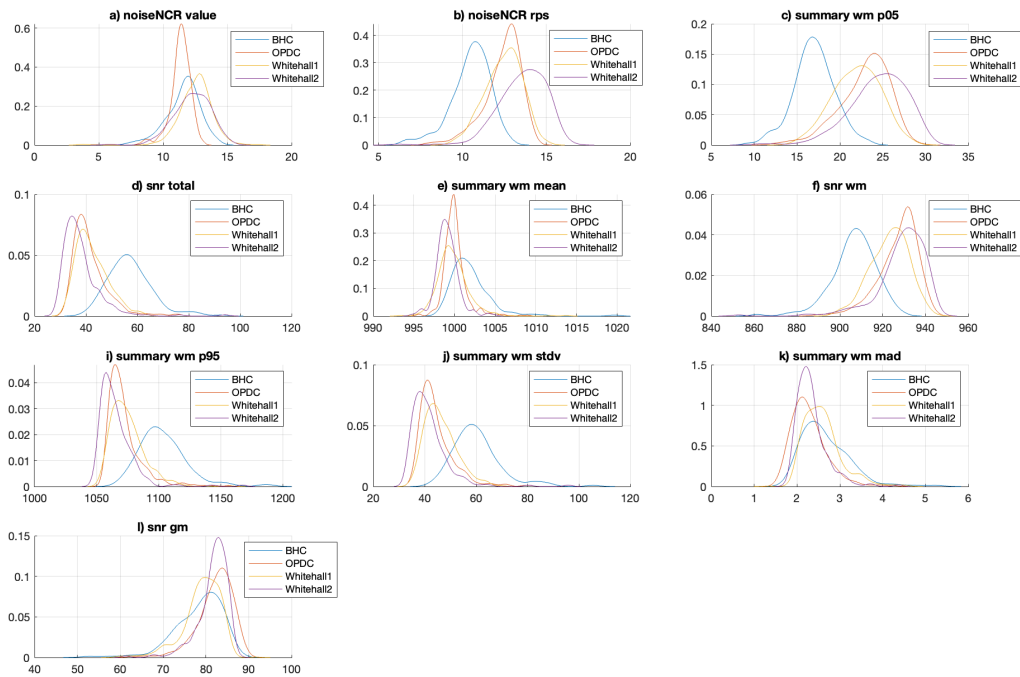 a) noiseNCR value
0.6
0.4
0.2
0
0 5 10 15 20
BHC
OPDC
Whitehall1
Whitehall2
b) noiseNCR rps
0.4
0.3
0.2
0.1
0
5 10 15 20
BHC
OPDC
Whitehall1
Whitehall2
c) summary wm p05
0.2
0.15
0.1
0.05
0
5 10 15 20 25 30 35
BHC
OPDC
Whitehall1
Whitehall2
d) snr total
0.1
0.05
0
20 40 60 80 100 120
BHC
OPDC
Whitehall1
Whitehall2
e) summary wm mean
0.4
0.3
0.2
0.1
0
990 995 1000 1005 1010 1015 1020
BHC
OPDC
Whitehall1
Whitehall2
f) snr wm
0.06
0.04
0.02
0
840 860 880 900 920 940 960
BHC
OPDC
Whitehall1
Whitehall2
i) summary wm p95
0.04
0.03
0.02
0.01
0
1000 1050 1100 1150 1200
BHC
OPDC
Whitehall1
Whitehall2
j) summary wm stdv
0.1
0.05
0
20 40 60 80 100 120
BHC
OPDC
Whitehall1
Whitehall2
k) summary wm mad
1.5
1.0
0.5
0
0 1 2 3 4 5 6
BHC
OPDC
Whitehall1
Whitehall2
l) snr gm
0.15
0.1
0.05
0
40 50 60 70 80 90 100
BHC
OPDC
Whitehall1
Whitehall2